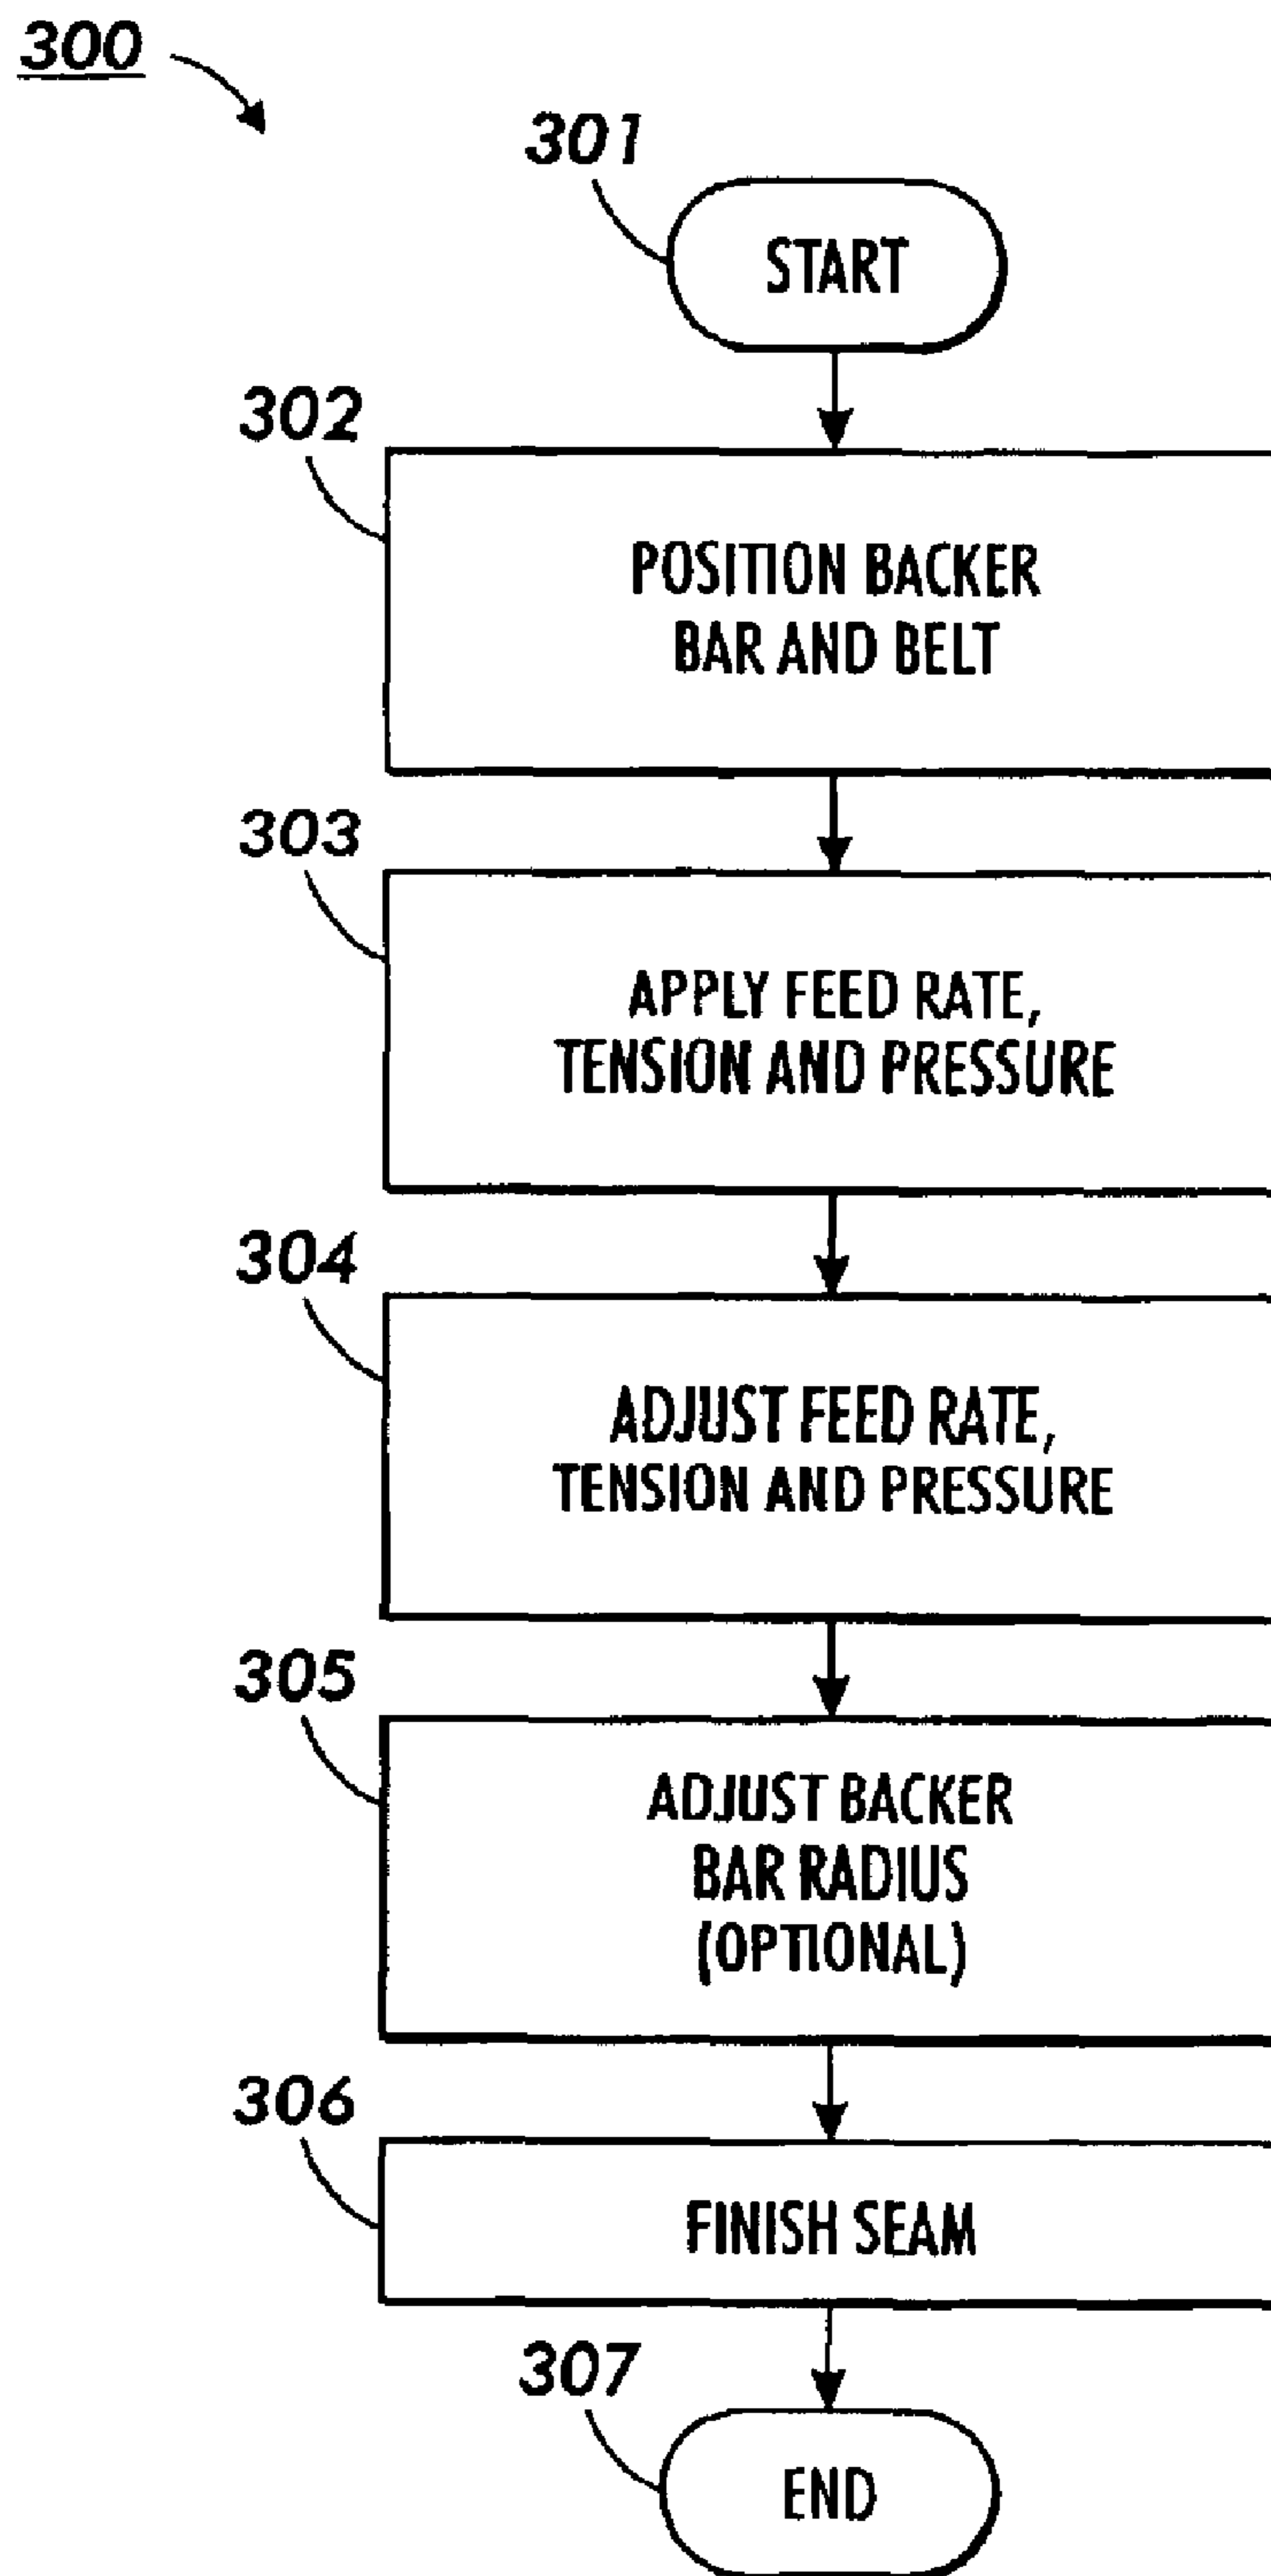 300
301
START
302
POSITION BACKER
BAR AND BELT
303
APPLY FEED RATE,
TENSION AND PRESSURE
304
ADJUST FEED RATE,
TENSION AND PRESSURE
305
ADJUST BACKER
BAR RADIUS
(OPTIONAL)
306
FINISH SEAM
307
END